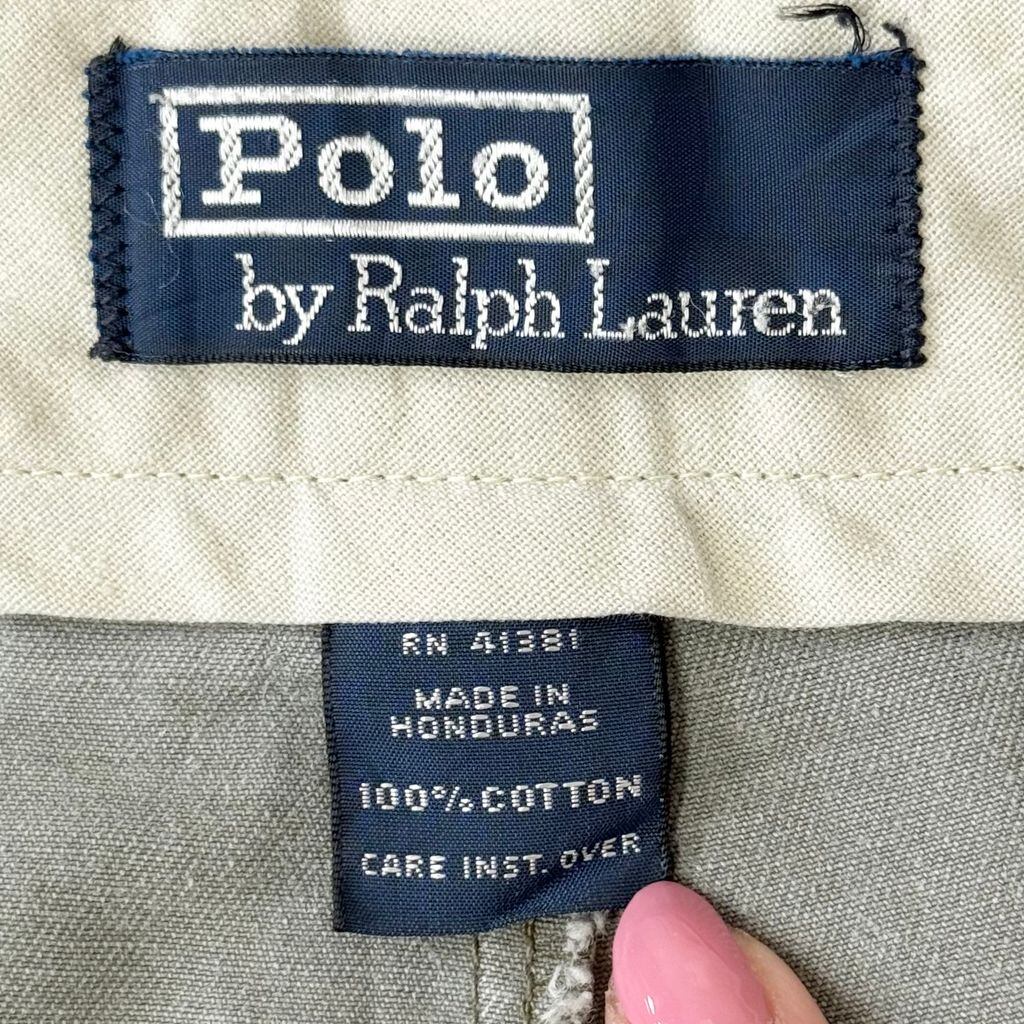 Polo
by Ralph Lauren
RN 41381
MADE IN
HONDURAS
100% COTTON
CARE INST. OVER